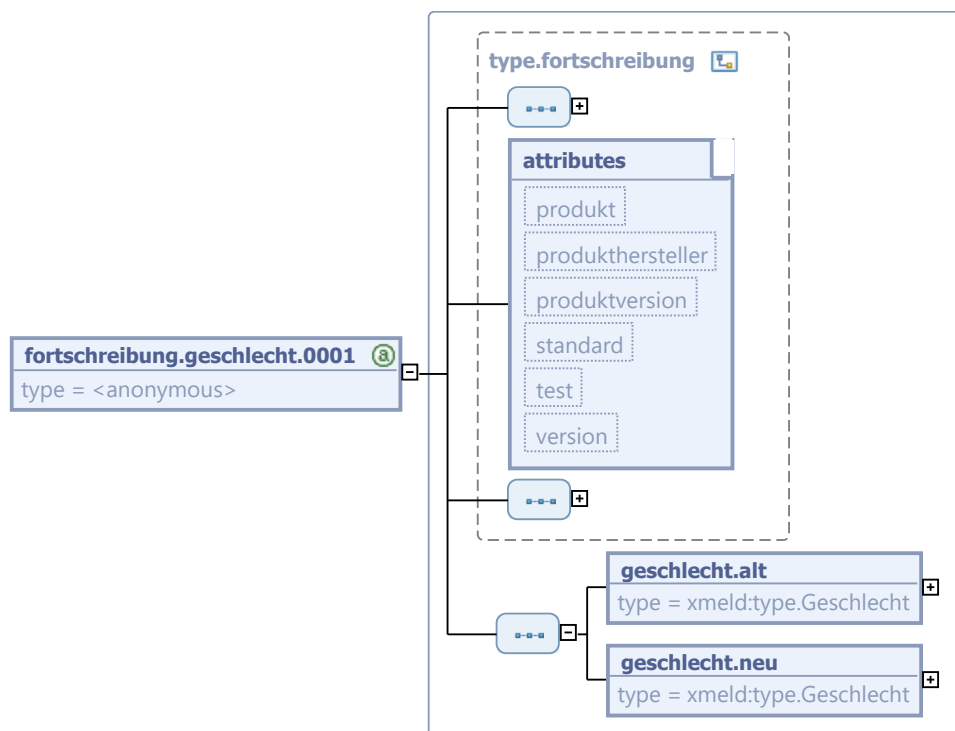 type.fortschreibung
attributes
produkt
produkthersteller
produktversion
standard
test
version
fortschreibung.geschlecht.0001 @
type = <anonymous>
geschlecht.alt
type = xmeld:type.Geschlecht
geschlecht.neu
type = xmeld:type.Geschlecht